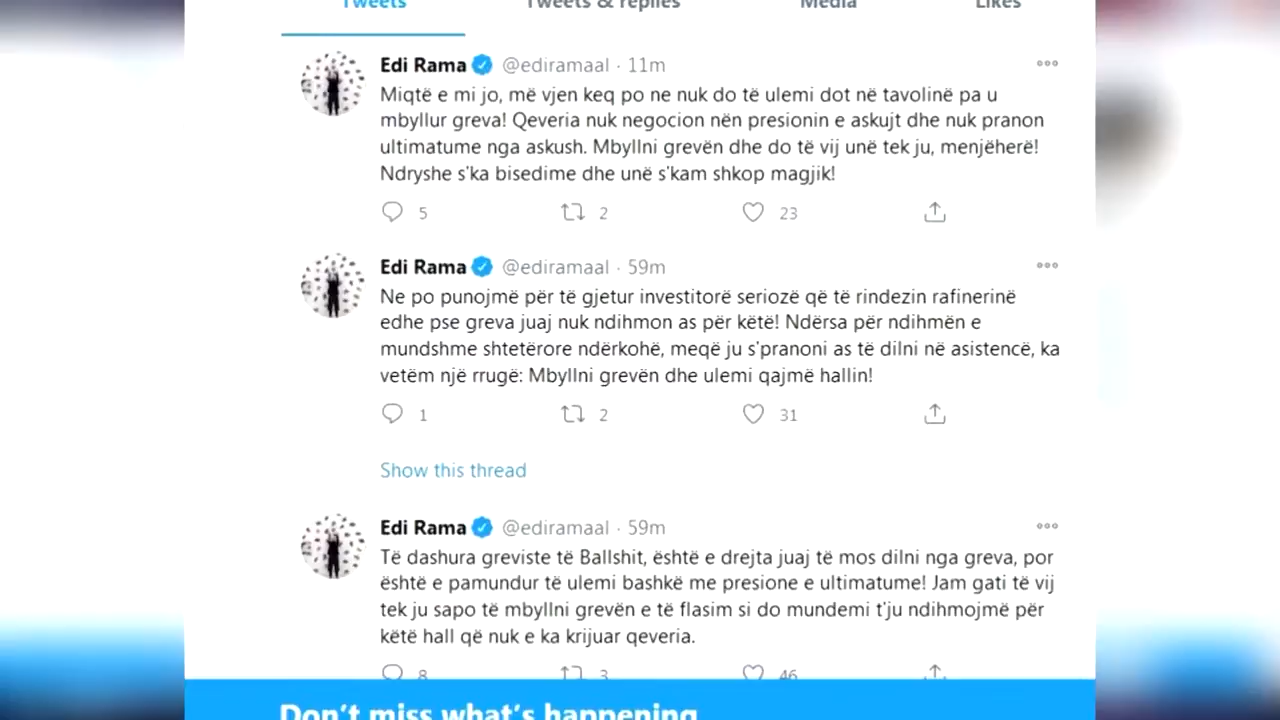 Tweets Tweets & replies Media Likes
Edi Rama @ediramaal · 11m
Miqtë e mi jo, më vjen keq po ne nuk do të ulemi dot në tavolinë pa u
mbyllur greva! Qeveria nuk negocion nën presionin e askujt dhe nuk pranon
ultimatume nga askush. Mbyllni grevën dhe do të vij unë tek ju, menjëherë!
Ndryshe s'ka bisedime dhe unë s'kam shkop magjik!
5 2 23
Edi Rama @ediramaal · 59m
Ne po punojmë për të gjetur investitorë seriozë që të rindezin rafinerinë
edhe pse greva juaj nuk ndihmon as për këtë! Ndërsa për ndihmën e
mundshme shtetërore ndërkohë, meqë ju s'pranoni as të dilni në asistencë, ka
vetëm një rrugë: Mbyllni grevën dhe ulemi qajmë hallin!
1 2 31
Show this thread
Edi Rama @ediramaal · 59m
Të dashura greviste të Ballshit, është e drejta juaj të mos dilni nga greva, por
është e pamundur të ulemi bashkë me presione e ultimatume! Jam gati të vij
tek ju sapo të mbyllni grevën e të flasim si do mundemi t'ju ndihmojmë për
këtë hall që nuk e ka krijuar qeveria.
8 3 46
Don't miss what's happening